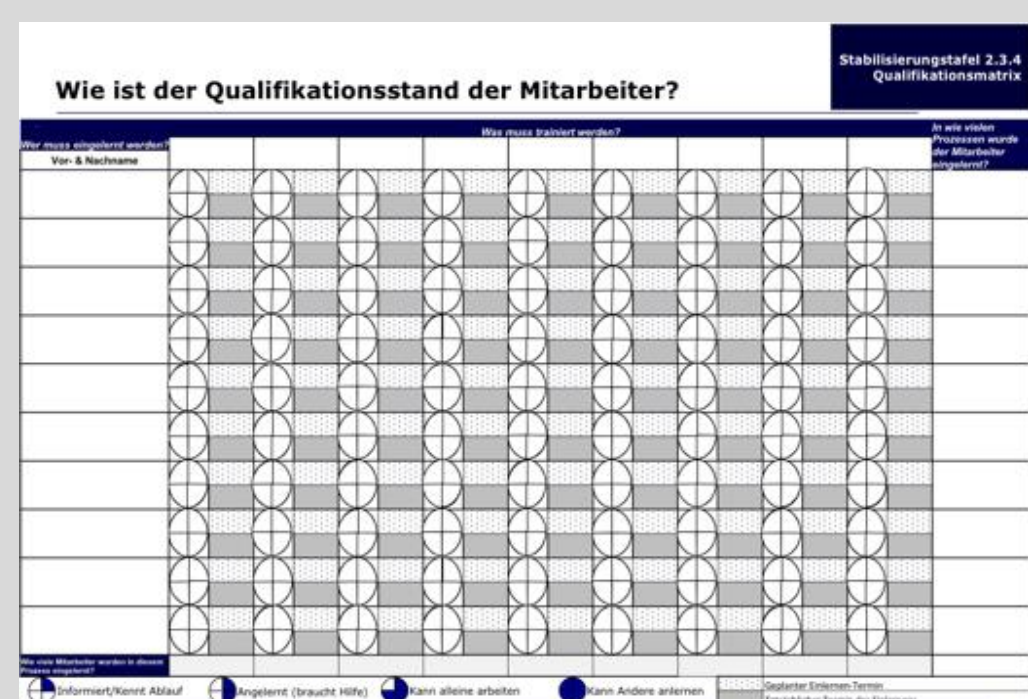 Stabilisierungstafel 2.3.4
Qualifikationsmatrix
Wie ist der Qualifikationsstand der Mitarbeiter?
Was muss trainiert werden?
In wie vielen
Prozessen wurde
der Mitarbeiter
eingelernt?
Wer muss eingelernt werden?
Vor- & Nachname
Wie viele Mitarbeiter wurden in diesem
Prozess eingelernt?
Informiert/Kennt Ablauf
Angelernt (braucht Hilfe)
Kann alleine arbeiten
Kann Andere anlernen
Geplanter Einlernen-Termin